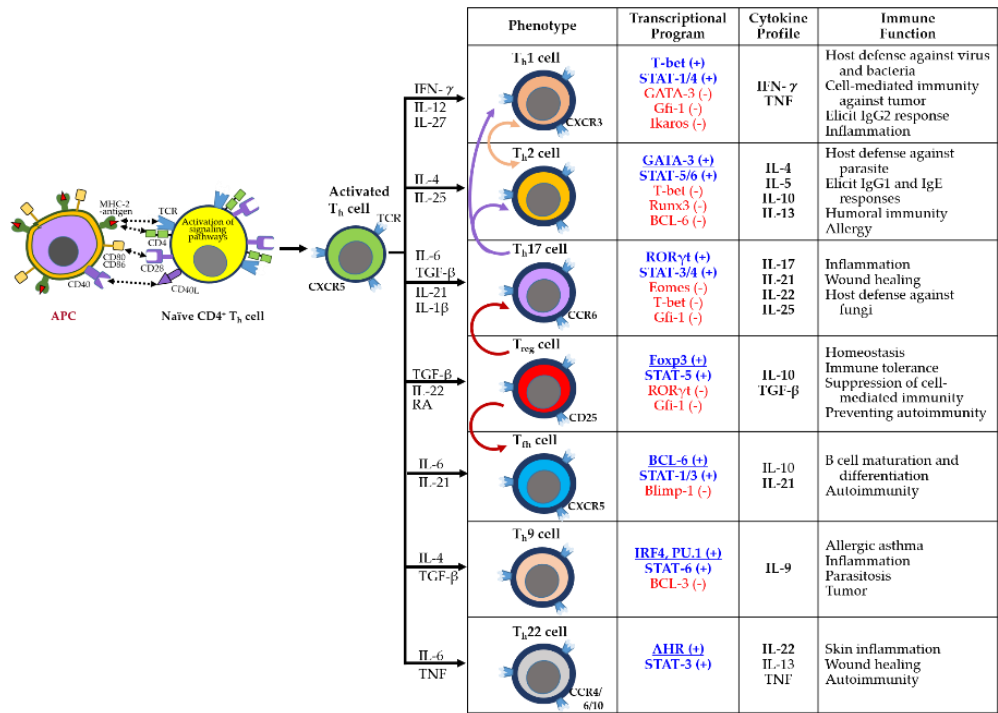 Phenotype
Transcriptional
Program
Cytokine
Profile
Immune
Function
MHC-2
-antigen
TCR
CD4
CD80
CD86
CD28
CD40
CD40L
Activation of
signaling
pathways
APC
Naïve CD4⁺ Tₕ cell
Activated
Tₕ cell
TCR
CXCR5
IFN- γ
IL-12
IL-27
Tₕ1 cell
CXCR3
T-bet (+)
STAT-1/4 (+)
GATA-3 (-)
Gfi-1 (-)
Ikaros (-)
IFN- γ
TNF
Host defense against virus
and bacteria
Cell-mediated immunity
against tumor
Elicit IgG2 response
Inflammation
IL-4
IL-25
Tₕ2 cell
GATA-3 (+)
STAT-5/6 (+)
T-bet (-)
Runx3 (-)
BCL-6 (-)
IL-4
IL-5
IL-10
IL-13
Host defense against
parasite
Elicit IgG1 and IgE
responses
Humoral immunity
Allergy
IL-6
TGF-β
IL-21
IL-1β
Tₕ17 cell
CCR6
RORγt (+)
STAT-3/4 (+)
Eomes (-)
T-bet (-)
Gfi-1 (-)
IL-17
IL-21
IL-22
IL-25
Inflammation
Wound healing
Host defense against
fungi
TGF-β
IL-22
RA
Treg cell
CD25
Foxp3 (+)
STAT-5 (+)
RORγt (-)
Gfi-1 (-)
IL-10
TGF-β
Homeostasis
Immune tolerance
Suppression of cell-
mediated immunity
Preventing autoimmunity
IL-6
IL-21
Tfh cell
CXCR5
BCL-6 (+)
STAT-1/3 (+)
Blimp-1 (-)
IL-10
IL-21
B cell maturation and
differentiation
Autoimmunity
IL-4
TGF-β
Tₕ9 cell
IRF4, PU.1 (+)
STAT-6 (+)
BCL-3 (-)
IL-9
Allergic asthma
Inflammation
Parasitosis
Tumor
IL-6
TNF
Tₕ22 cell
CCR4/
6/10
AHR (+)
STAT-3 (+)
IL-22
IL-13
TNF
Skin inflammation
Wound healing
Autoimmunity